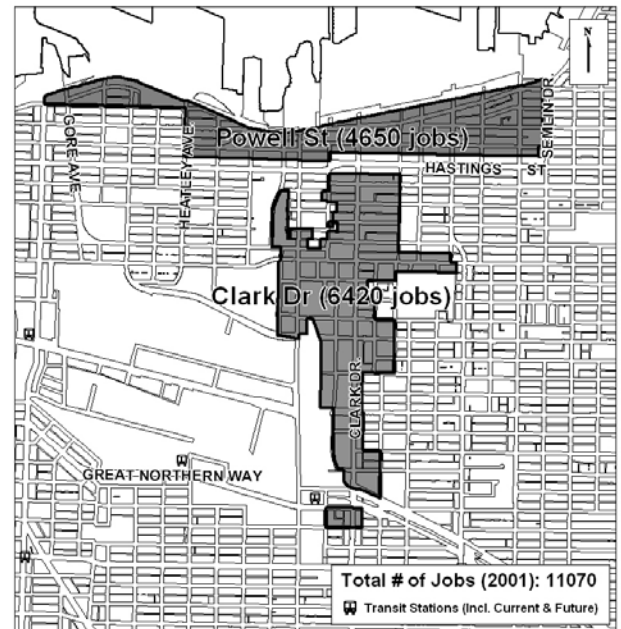 N
GORE AVE.
HEATLEY AVE.
Powell St (4650 jobs)
SEMLIN DR.
HASTINGS ST
Clark Dr (6420 jobs)
CLARK DR.
GREAT NORTHERN WAY
Total # of Jobs (2001): 11070
Transit Stations (Incl. Current & Future)